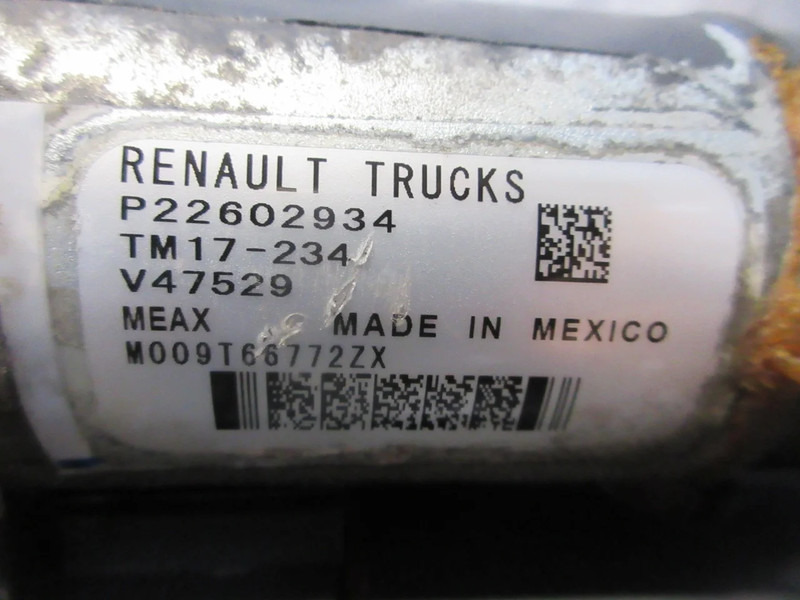 RENAULT TRUCKS
P22602934
TM17-234
V47529
MEAX MADE IN MEXICO
M009T66772ZX